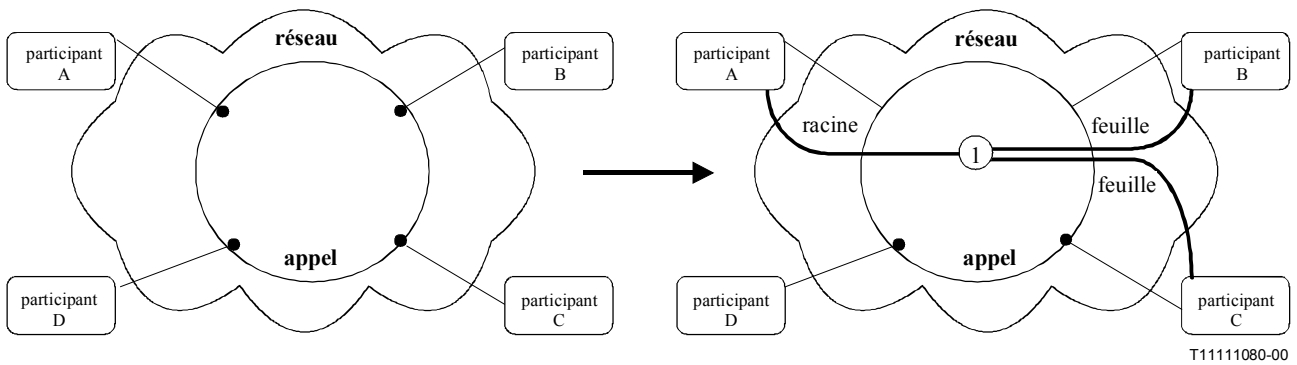 réseau
participant
A
participant
B
appel
participant
D
participant
C
réseau
participant
A
participant
B
racine
feuille
1
feuille
appel
participant
D
participant
C
T11111080-00